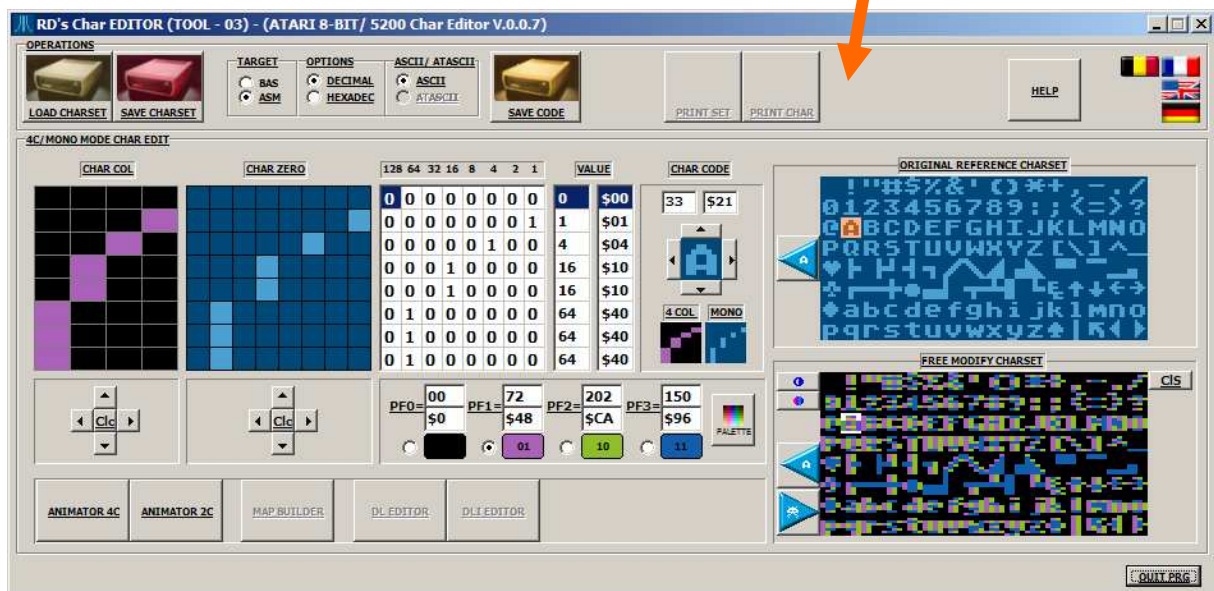 RD's Char EDITOR (TOOL - 03) - (ATARI 8-BIT/ 5200 Char Editor V.0.0.7)
OPERATIONS
LOAD CHARSET
SAVE CHARSET
TARGET
BAS
ASM
OPTIONS
DECIMAL
HEXADEC
ASCII/ ATASCII
ASCII
ATASCII
SAVE CODE
PRINT SET
PRINT CHAR
HELP
4C/MONO MODE CHAR EDIT
CHAR COL
CHAR ZERO
128 64 32 16 8 4 2 1
VALUE
0 0 0 0 0 0 0 0 0 $00
0 0 0 0 0 0 0 1 1 $01
0 0 0 0 0 1 0 0 4 $04
0 0 0 1 0 0 0 0 16 $10
0 0 0 1 0 0 0 0 16 $10
0 1 0 0 0 0 0 0 64 $40
0 1 0 0 0 0 0 0 64 $40
0 1 0 0 0 0 0 0 64 $40
CHAR CODE
33 $21
A
4 COL MONO
ORIGINAL REFERENCE CHARSET
!"#$%&'()*+,-./
0123456789:;<=>?
@ABCDEFGHIJKLMNO
PQRSTUVWXYZ[\]^_
abcdefghijklmno
pqrstuvwxyz
A
FREE MODIFY CHARSET
Cls
A
Clc
Clc
PF0= 00 $0
PF1= 72 $48 01
PF2= 202 $CA 10
PF3= 150 $96 11
PALETTE
ANIMATOR 4C
ANIMATOR 2C
MAP BUILDER
DL EDITOR
DLI EDITOR
QUIT PRG